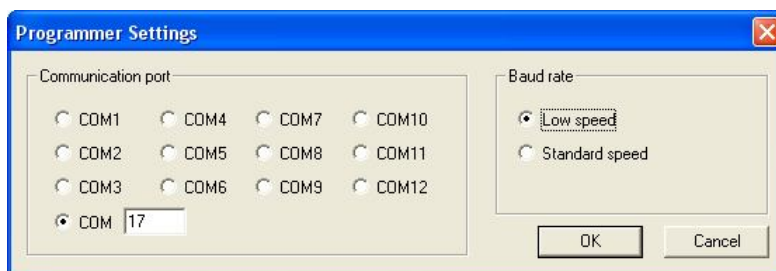 Programmer Settings
Communication port
COM1 COM4 COM7 COM10
COM2 COM5 COM8 COM11
COM3 COM6 COM9 COM12
COM 17
Baud rate
Low speed
Standard speed
OK Cancel